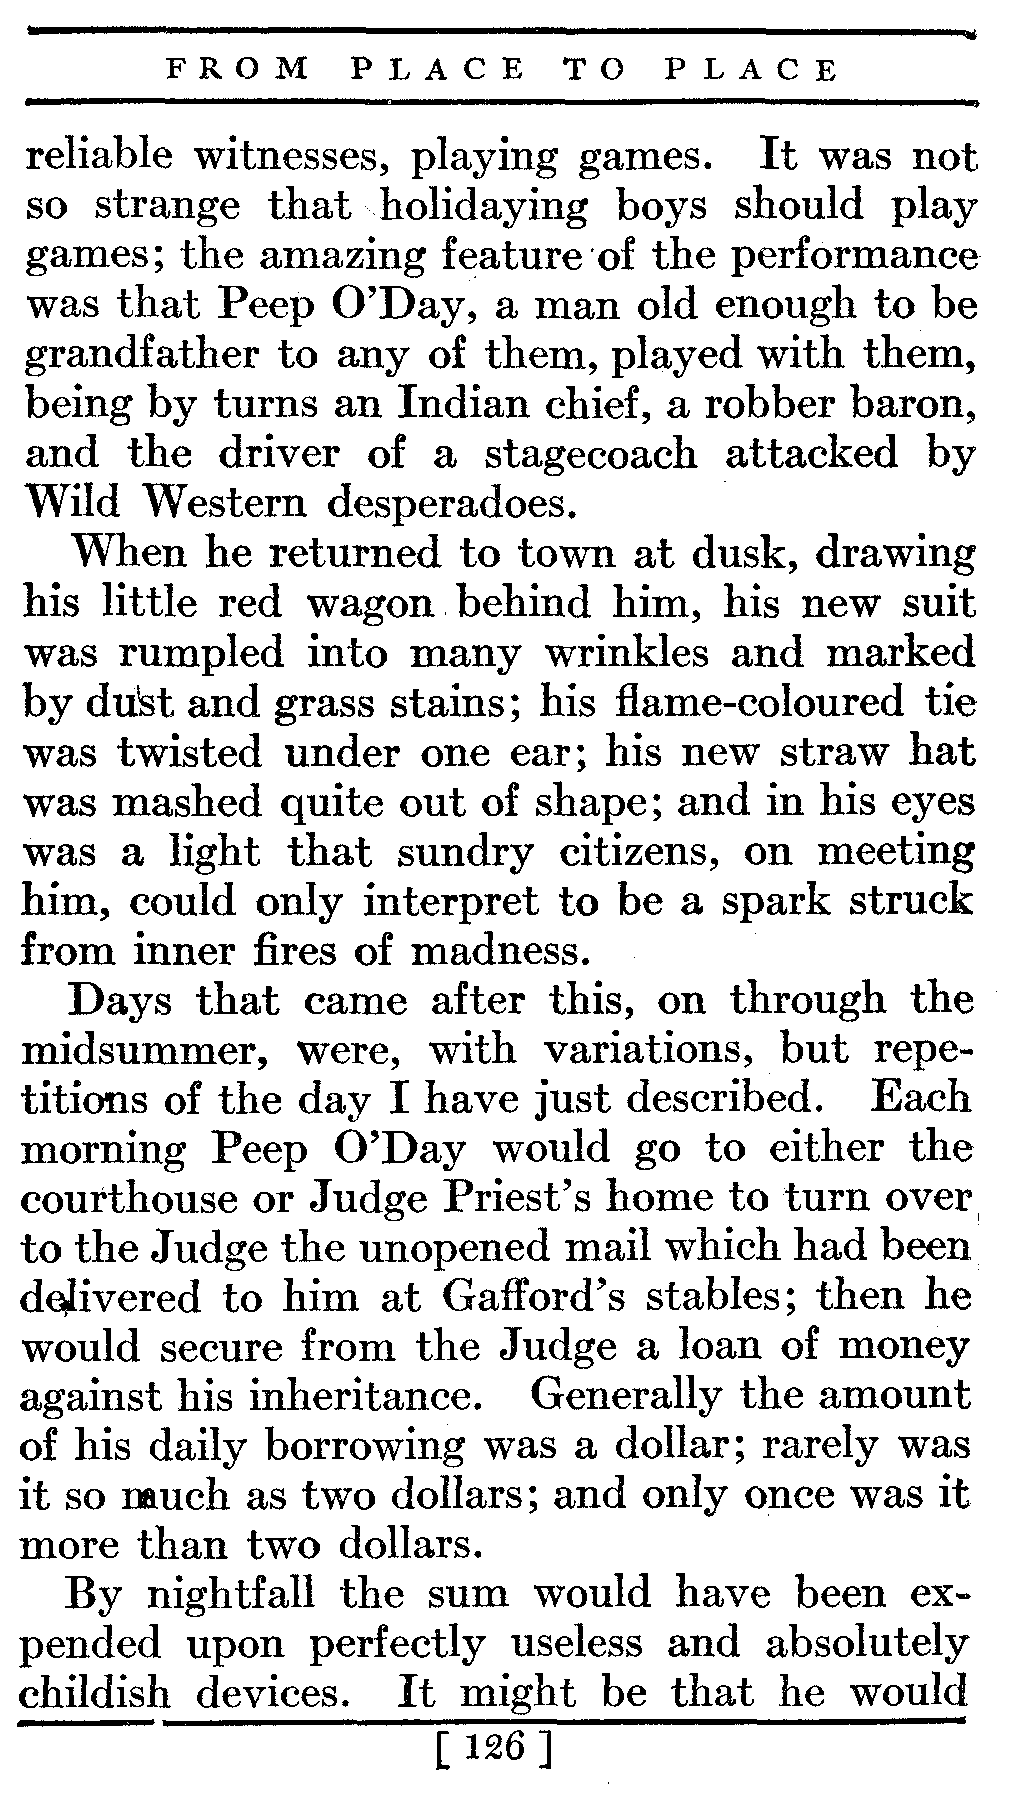 FROM PLACE TO PLACE
reliable witnesses, playing games. It was not
so strange that holidaying boys should play
games; the amazing feature of the performance
was that Peep O'Day, a man old enough to be
grandfather to any of them, played with them,
being by turns an Indian chief, a robber baron,
and the driver of a stagecoach attacked by
Wild Western desperadoes.
When he returned to town at dusk, drawing
his little red wagon behind him, his new suit
was rumpled into many wrinkles and marked
by dust and grass stains; his flame-coloured tie
was twisted under one ear; his new straw hat
was mashed quite out of shape; and in his eyes
was a light that sundry citizens, on meeting
him, could only interpret to be a spark struck
from inner fires of madness.
Days that came after this, on through the
midsummer, were, with variations, but repe-
titions of the day I have just described. Each
morning Peep O'Day would go to either the
courthouse or Judge Priest's home to turn over
to the Judge the unopened mail which had been
delivered to him at Gafford's stables; then he
would secure from the Judge a loan of money
against his inheritance. Generally the amount
of his daily borrowing was a dollar; rarely was
it so much as two dollars; and only once was it
more than two dollars.
By nightfall the sum would have been ex-
pended upon perfectly useless and absolutely
childish devices. It might be that he would
[ 126 ]